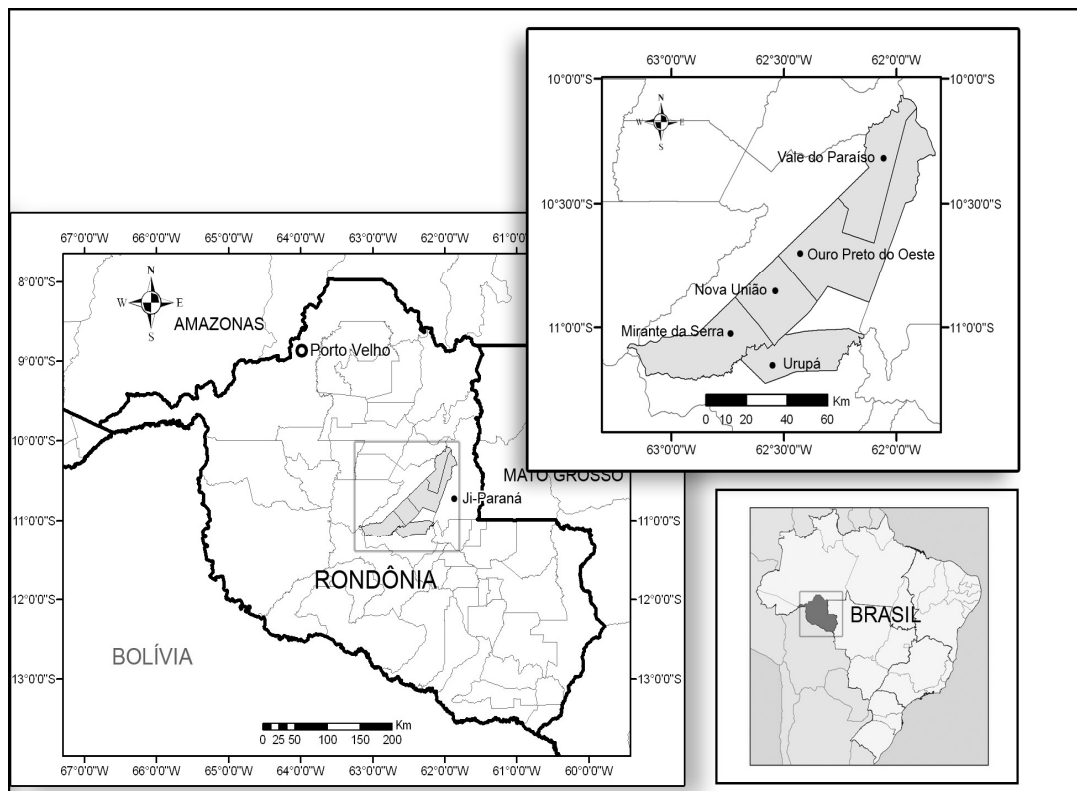 63°0'0"W 62°30'0"W 62°0'0"W
10°0'0"S 10°0'0"S
N
W E
S
Vale do Paraíso
10°30'0"S 10°30'0"S
Ouro Preto do Oeste
Nova União
Mirante da Serra
11°0'0"S 11°0'0"S
Urupá
Km
0 10 20 40 60
63°0'0"W 62°30'0"W 62°0'0"W
67°0'0"W 66°0'0"W 65°0'0"W 64°0'0"W 63°0'0"W 62°0'0"W
8°0'0"S
N
W E
S
AMAZONAS
Porto Velho
9°0'0"S
10°0'0"S
MATO GROSSO
Ji-Paraná
11°0'0"S 11°0'0"S
RONDÔNIA
12°0'0"S 12°0'0"S
BOLÍVIA
13°0'0"S 13°0'0"S
Km
0 25 50 100 150 200
67°0'0"W 66°0'0"W 65°0'0"W 64°0'0"W 63°0'0"W 62°0'0"W 61°0'0"W 60°0'0"W
BRASIL